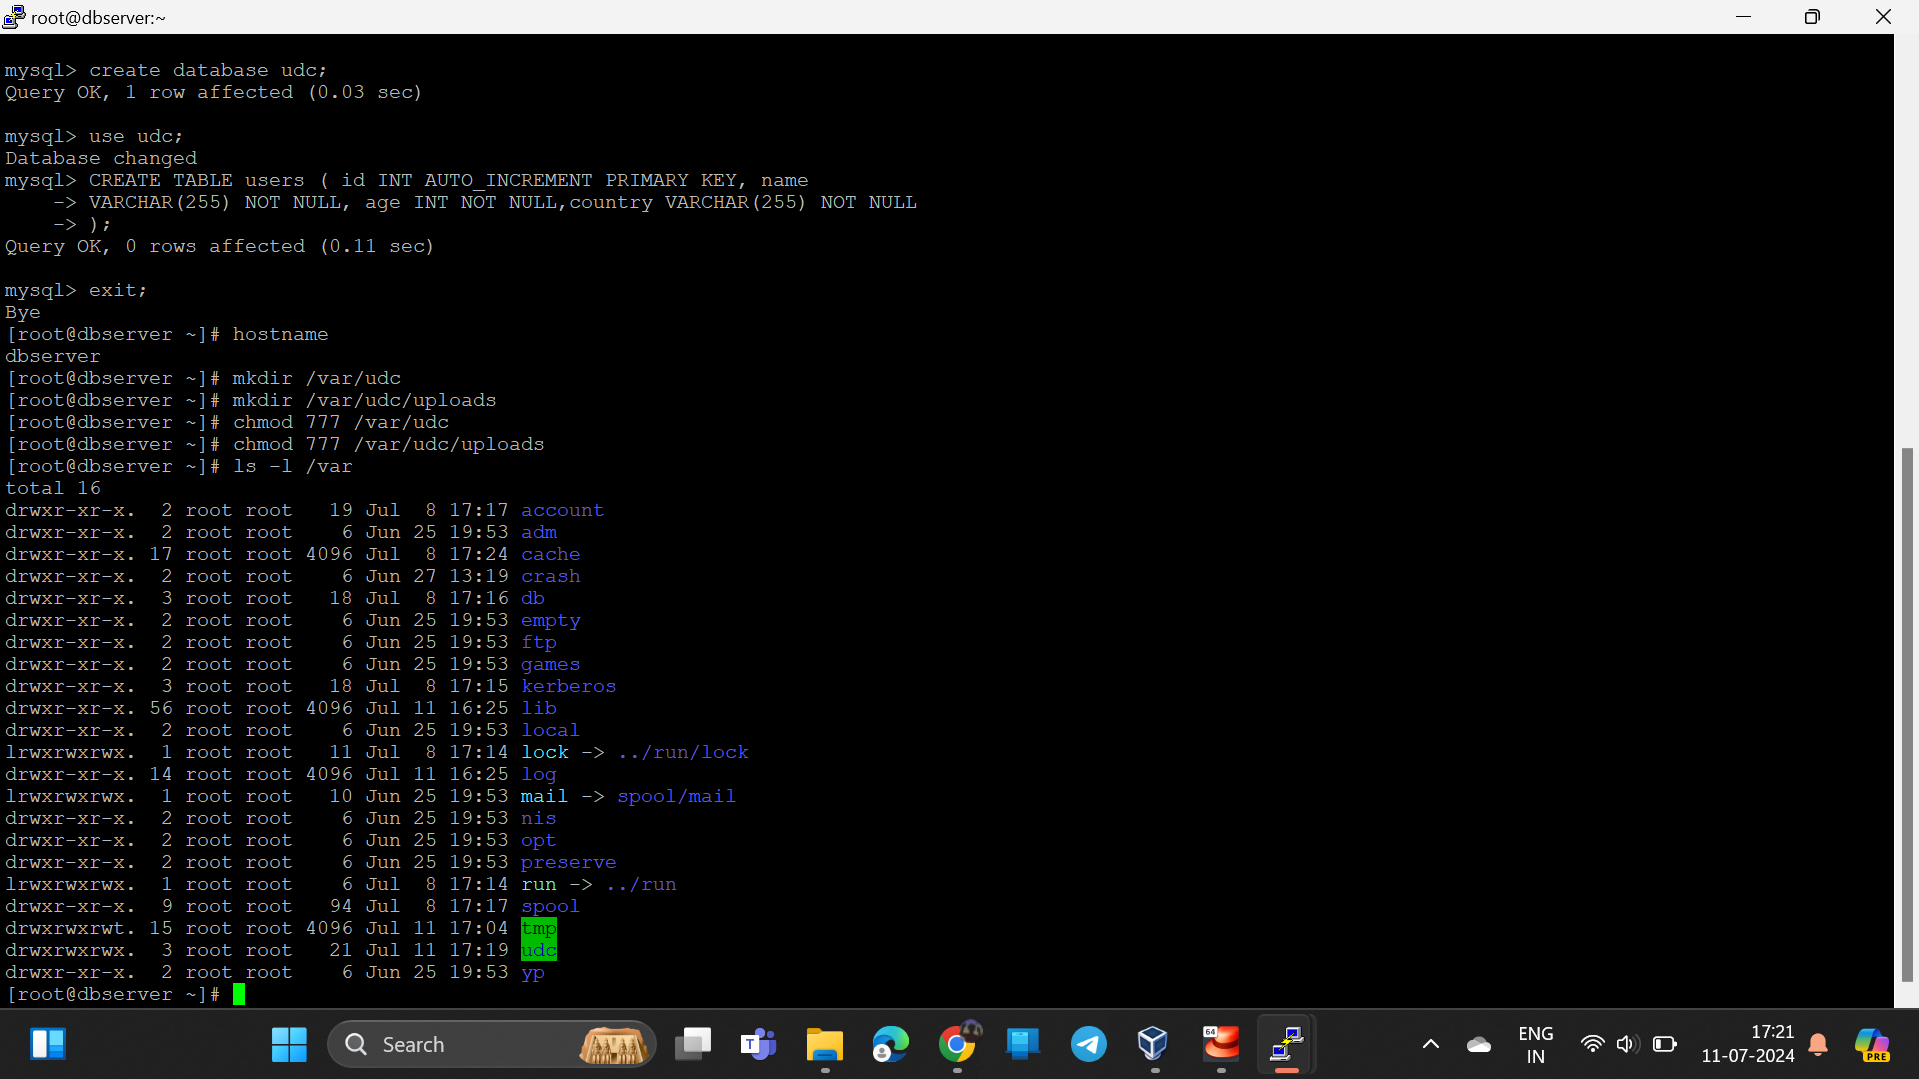 root@dbserver:~
mysql> create database udc;
Query OK, 1 row affected (0.03 sec)
mysql> use udc;
Database changed
mysql> CREATE TABLE users ( id INT AUTO_INCREMENT PRIMARY KEY, name
    -> VARCHAR(255) NOT NULL, age INT NOT NULL,country VARCHAR(255) NOT NULL
    -> );
Query OK, 0 rows affected (0.11 sec)
mysql> exit;
Bye
[root@dbserver ~]# hostname
dbserver
[root@dbserver ~]# mkdir /var/udc
[root@dbserver ~]# mkdir /var/udc/uploads
[root@dbserver ~]# chmod 777 /var/udc
[root@dbserver ~]# chmod 777 /var/udc/uploads
[root@dbserver ~]# ls -l /var
total 16
drwxr-xr-x.  2 root root   19 Jul  8 17:17 account
drwxr-xr-x.  2 root root    6 Jun 25 19:53 adm
drwxr-xr-x. 17 root root 4096 Jul  8 17:24 cache
drwxr-xr-x.  2 root root    6 Jun 27 13:19 crash
drwxr-xr-x.  3 root root   18 Jul  8 17:16 db
drwxr-xr-x.  2 root root    6 Jun 25 19:53 empty
drwxr-xr-x.  2 root root    6 Jun 25 19:53 ftp
drwxr-xr-x.  2 root root    6 Jun 25 19:53 games
drwxr-xr-x.  3 root root   18 Jul  8 17:15 kerberos
drwxr-xr-x. 56 root root 4096 Jul 11 16:25 lib
drwxr-xr-x.  2 root root    6 Jun 25 19:53 local
lrwxrwxrwx.  1 root root   11 Jul  8 17:14 lock -> ../run/lock
drwxr-xr-x. 14 root root 4096 Jul 11 16:25 log
lrwxrwxrwx.  1 root root   10 Jun 25 19:53 mail -> spool/mail
drwxr-xr-x.  2 root root    6 Jun 25 19:53 nis
drwxr-xr-x.  2 root root    6 Jun 25 19:53 opt
drwxr-xr-x.  2 root root    6 Jun 25 19:53 preserve
lrwxrwxrwx.  1 root root    6 Jul  8 17:14 run -> ../run
drwxr-xr-x.  9 root root   94 Jul  8 17:17 spool
drwxrwxrwt. 15 root root 4096 Jul 11 17:04 tmp
drwxrwxrwx.  3 root root   21 Jul 11 17:19 udc
drwxr-xr-x.  2 root root    6 Jun 25 19:53 yp
[root@dbserver ~]#
Search
T
64
ENG
IN
17:21
11-07-2024
PRE